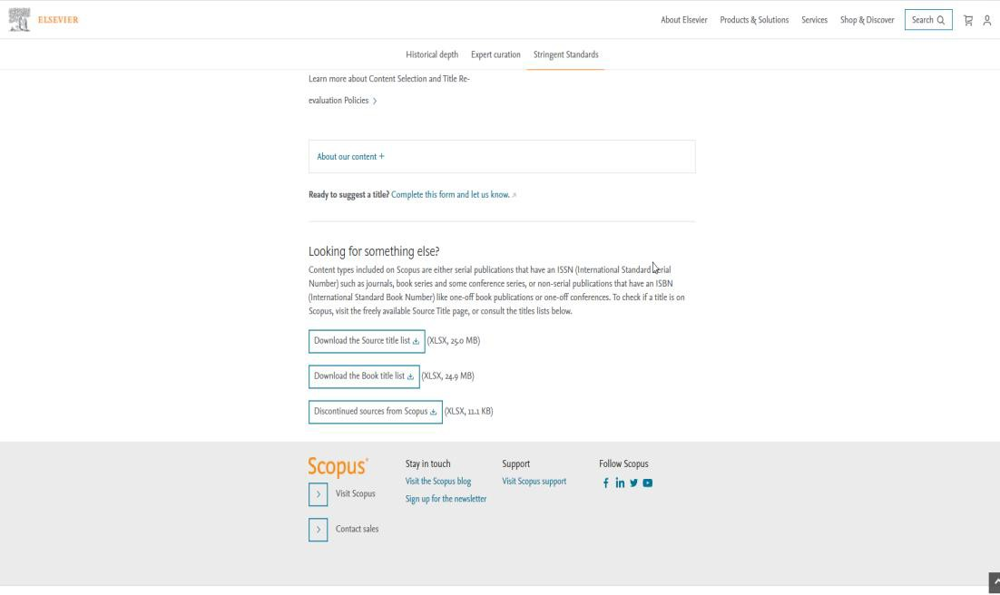 ELSEVIER
About Elsevier Products & Solutions Services Shop & Discover Search
Historical depth Expert curation Stringent Standards
Learn more about Content Selection and Title Re-
evaluation Policies >
About our content +
Ready to suggest a title? Complete this form and let us know.
Looking for something else?
Content types included on Scopus are either serial publications that have an ISSN (International Standard Serial
Number) such as journals, book series and some conference series, or non-serial publications that have an ISBN
(International Standard Book Number) like one-off book publications or one-off conferences. To check if a title is on
Scopus, visit the freely available Source Title page, or consult the titles lists below.
Download the Source title list (XLSX, 25.0 MB)
Download the Book title list (XLSX, 24.9 MB)
Discontinued sources from Scopus (XLSX, 11.1 KB)
Scopus® Stay in touch Support Follow Scopus
Visit the Scopus blog Visit Scopus support
Visit Scopus Sign up for the newsletter
Contact sales